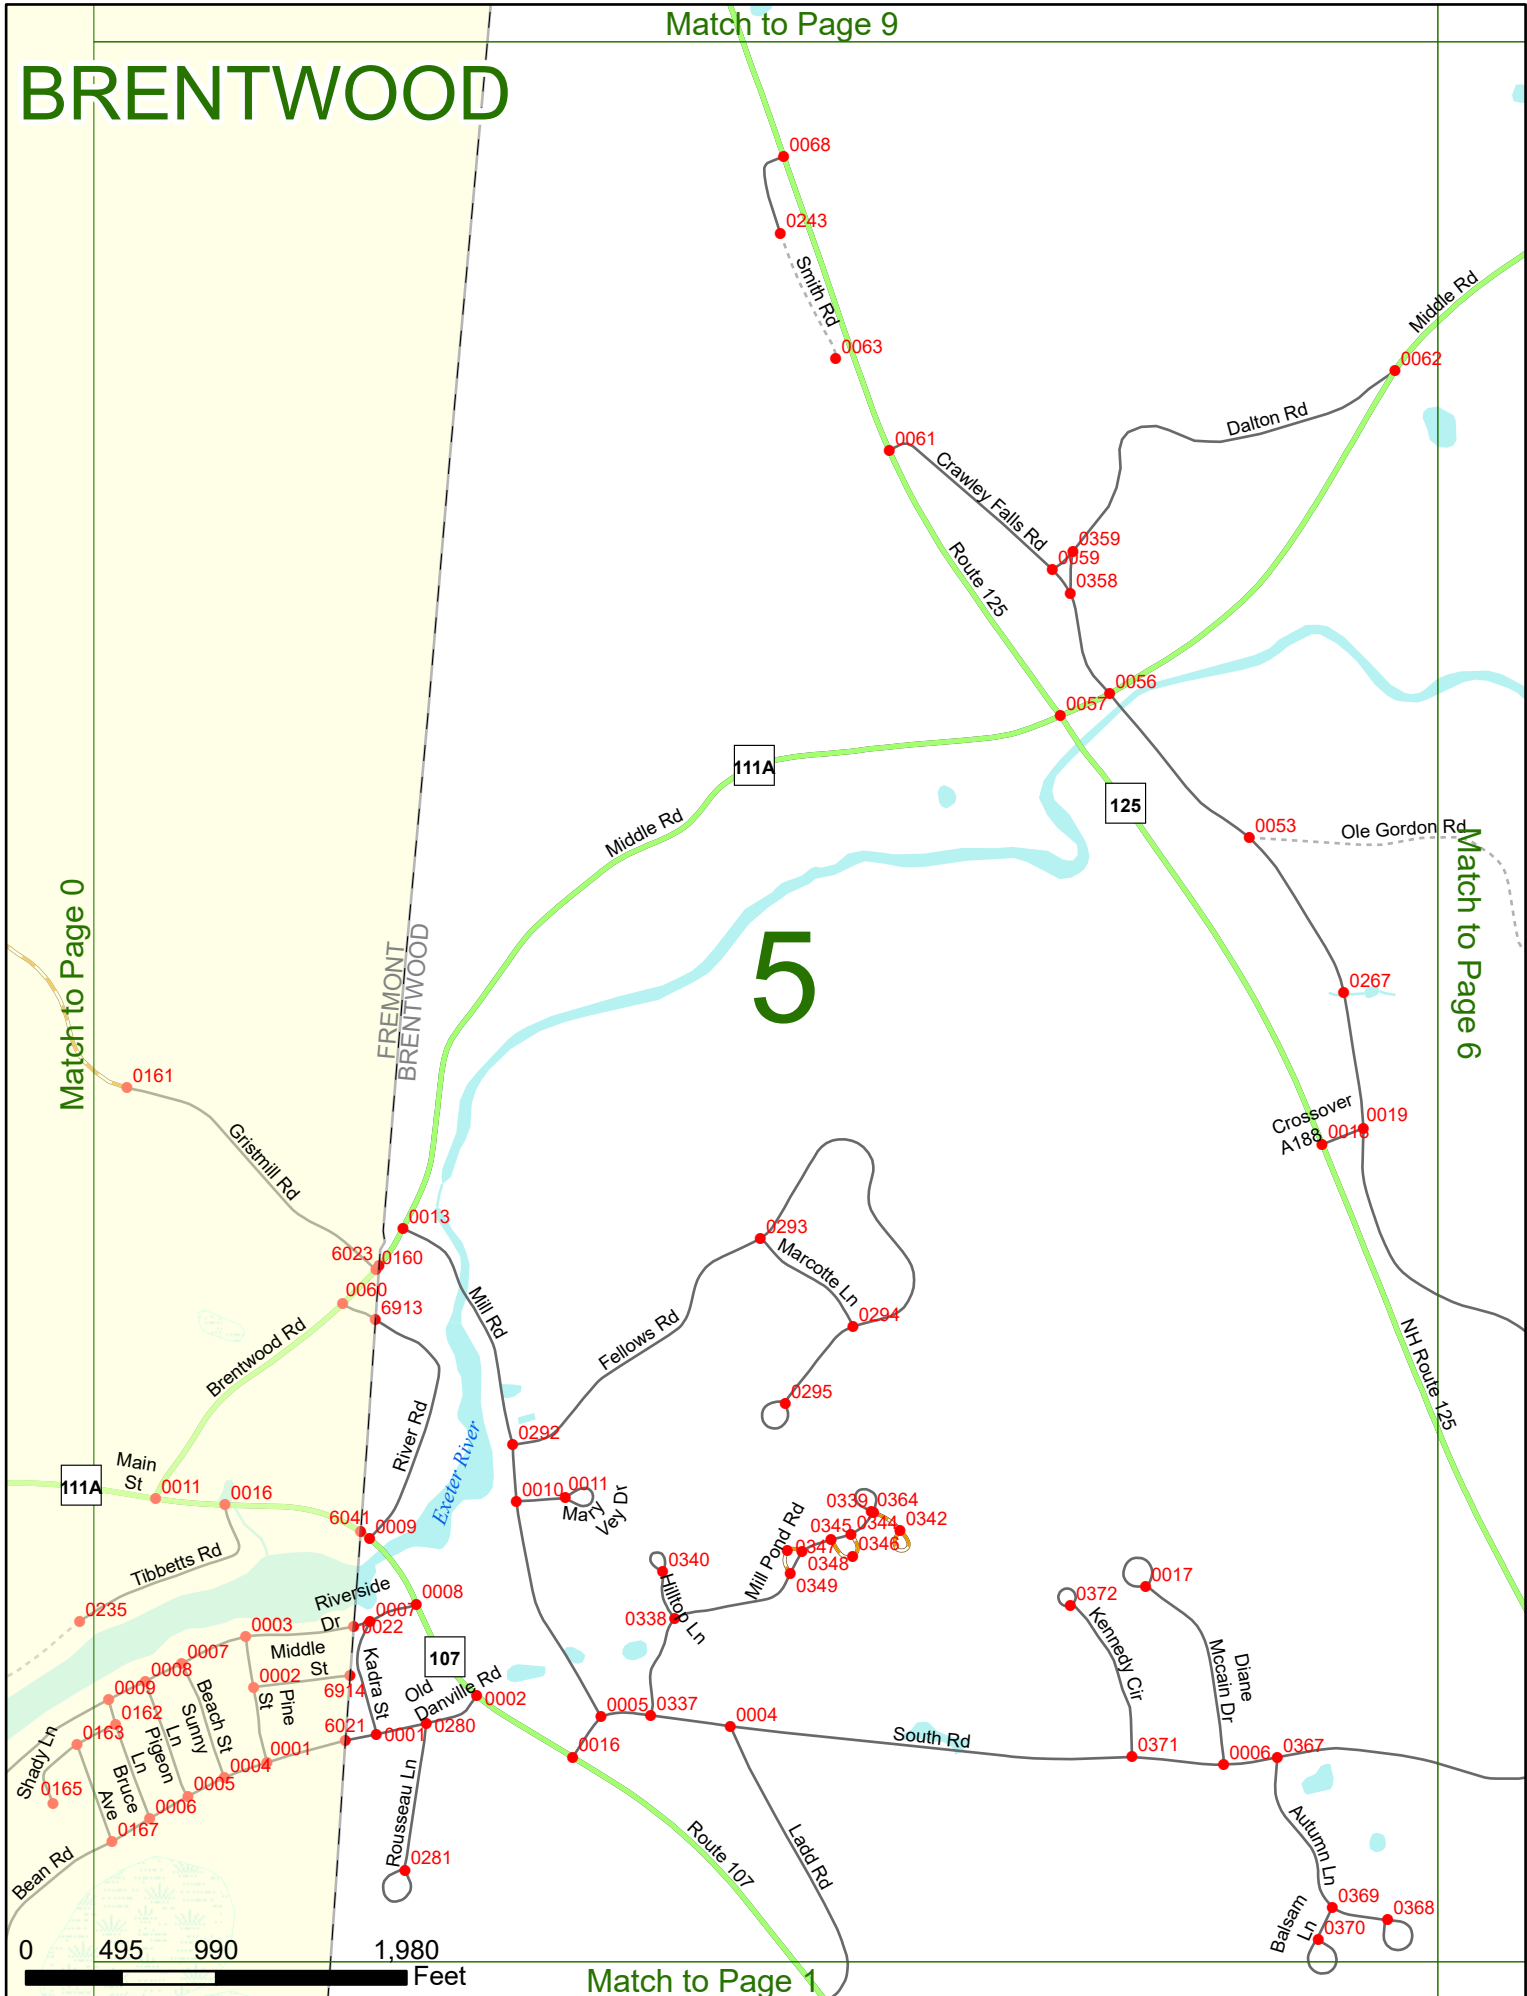 Match to Page 9
BRENTWOOD
0068
0243
Smith Rd
0063
Middle Rd
0062
Dalton Rd
0061
Crawley Falls Rd
0359
0059
0358
Route 125
0056
0057
111A
125
Middle Rd
0053
Ole Gordon Rd
Match to Page 6
Match to Page 0
FREMONT
BRENTWOOD
5
0267
0161
Crossover
A188
0018
0019
Gristmill Rd
0013
6023
0160
0060
6913
0293
Marcotte Ln
0294
Mill Rd
Fellows Rd
NH Route 125
Brentwood Rd
0295
River Rd
0292
Exeter River
Main
St
111A
0011
0016
0010
0011
Mary
Vey Dr
6041
0009
0339
0364
0344
0342
0345
0346
0347
0348
0349
Mill Pond Rd
Tibbetts Rd
0340
Hilltop Ln
0338
0372
0017
Kennedy Cir
Diane
Mccain Dr
Riverside
Dr
0008
0007
6022
0235
0003
Middle
St
0007
0008
0002
6914
Kadra St
107
Old
Danville Rd
0002
0009
0162
0163
Beach St
Sunny
Ln
Pigeon
Ln
Bruce
Ave
Pine
St
Shady Ln
6021
0001
0280
0005
0337
0004
0016
South Rd
0371
0006
0367
0001
0004
0005
0006
0165
0167
Bean Rd
Rousseau Ln
0281
Route 107
Ladd Rd
Autumn Ln
0369
0368
0370
Balsam
Ln
0
495
990
1,980
Feet
Match to Page 1